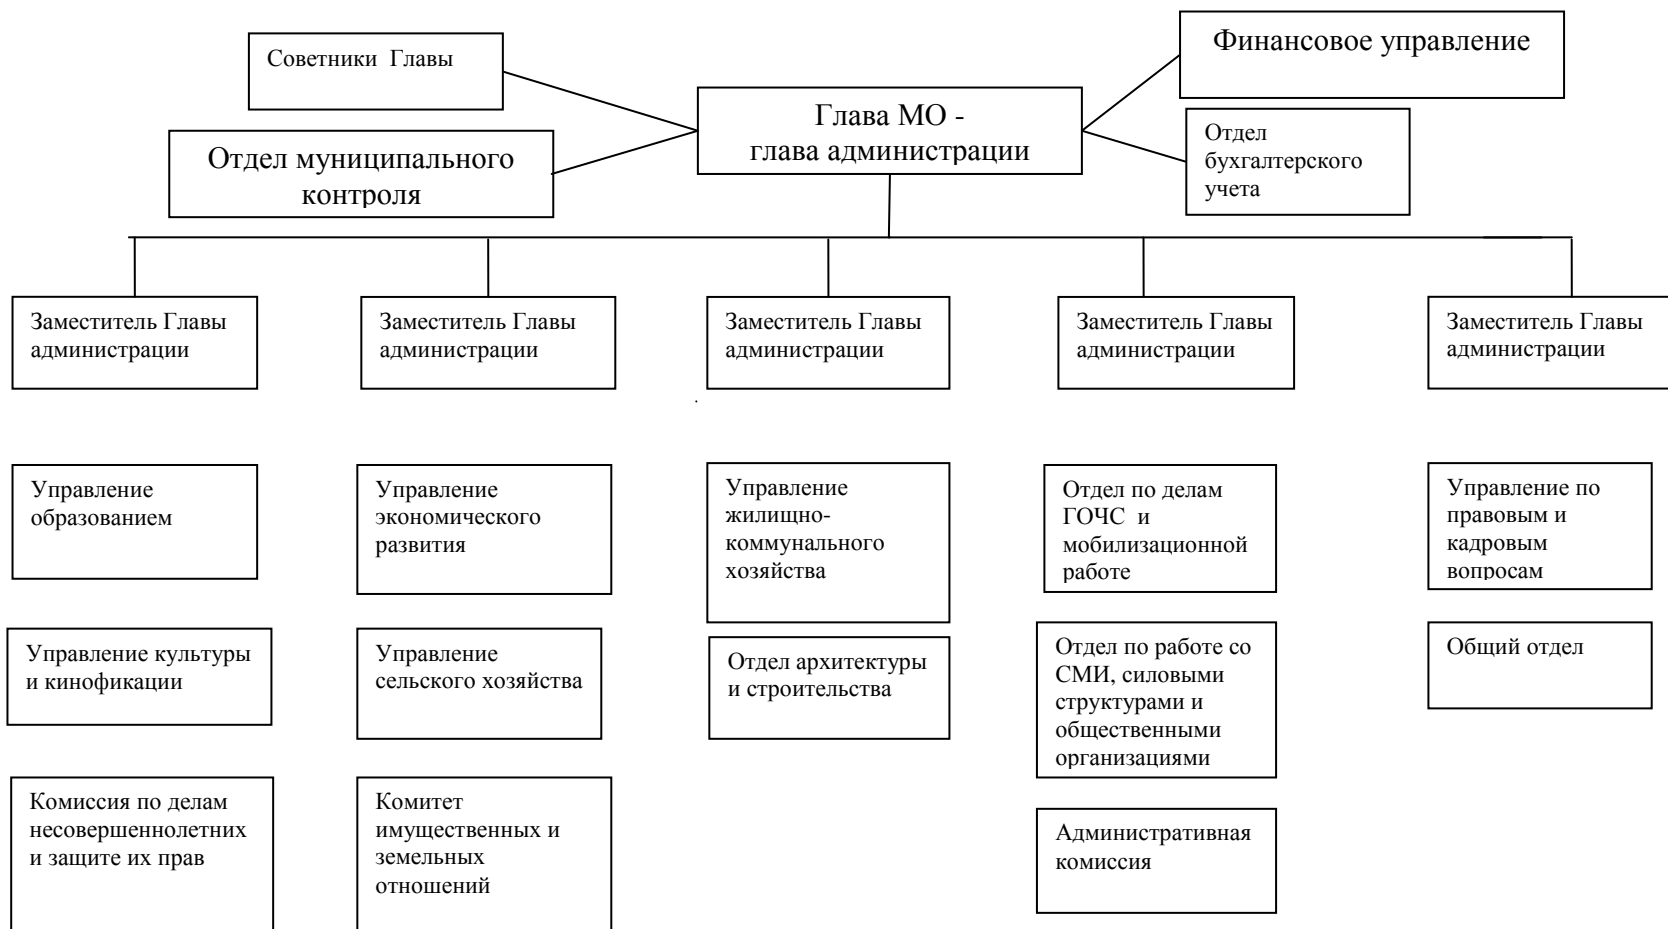 Советники Главы
Финансовое управление
Глава МО -
глава администрации
Отдел муниципального
контроля
Отдел
бухгалтерского
учета
Заместитель Главы
администрации
Заместитель Главы
администрации
Заместитель Главы
администрации
Заместитель Главы
администрации
Заместитель Главы
администрации
Управление
образованием
Управление
экономического
развития
Управление
жилищно-
коммунального
хозяйства
Отдел по делам
ГОЧС и
мобилизационной
работе
Управление по
правовым и
кадровым
вопросам
Управление культуры
и кинофикации
Управление
сельского хозяйства
Отдел архитектуры
и строительства
Отдел по работе со
СМИ, силовыми
структурами и
общественными
организациями
Общий отдел
Комиссия по делам
несовершеннолетних
и защите их прав
Комитет
имущественных и
земельных
отношений
Административная
комиссия